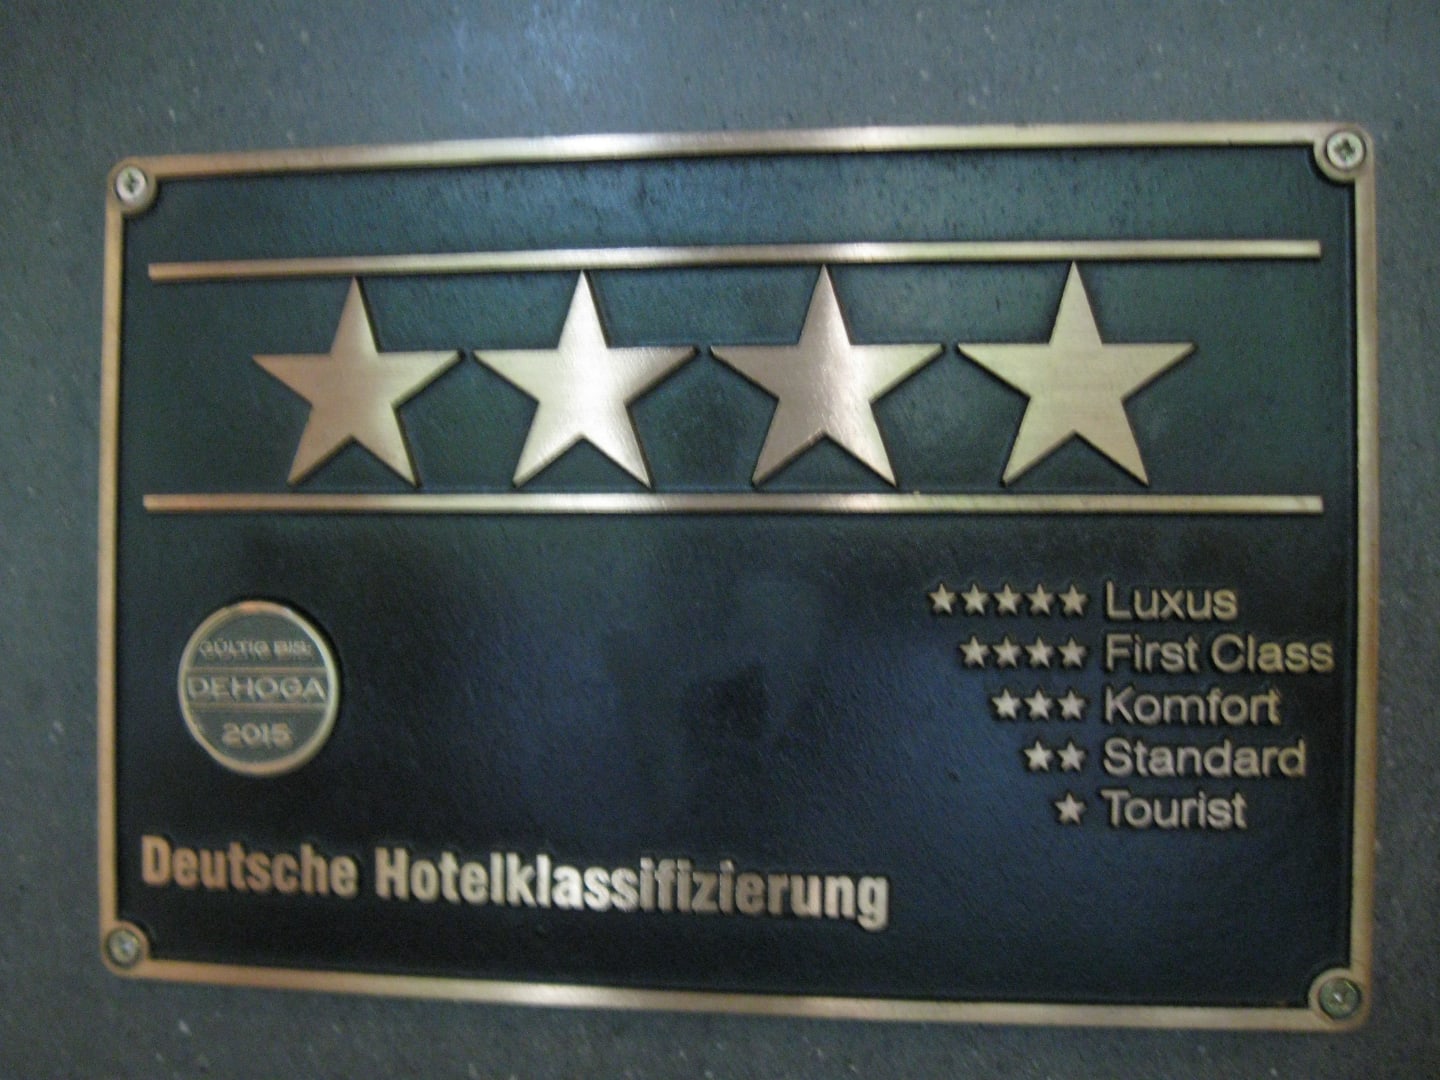 GÜLTIG BIS:
DEHOGA
2015
Luxus
First Class
Komfort
Standard
Tourist
Deutsche Hotelklassifizierung